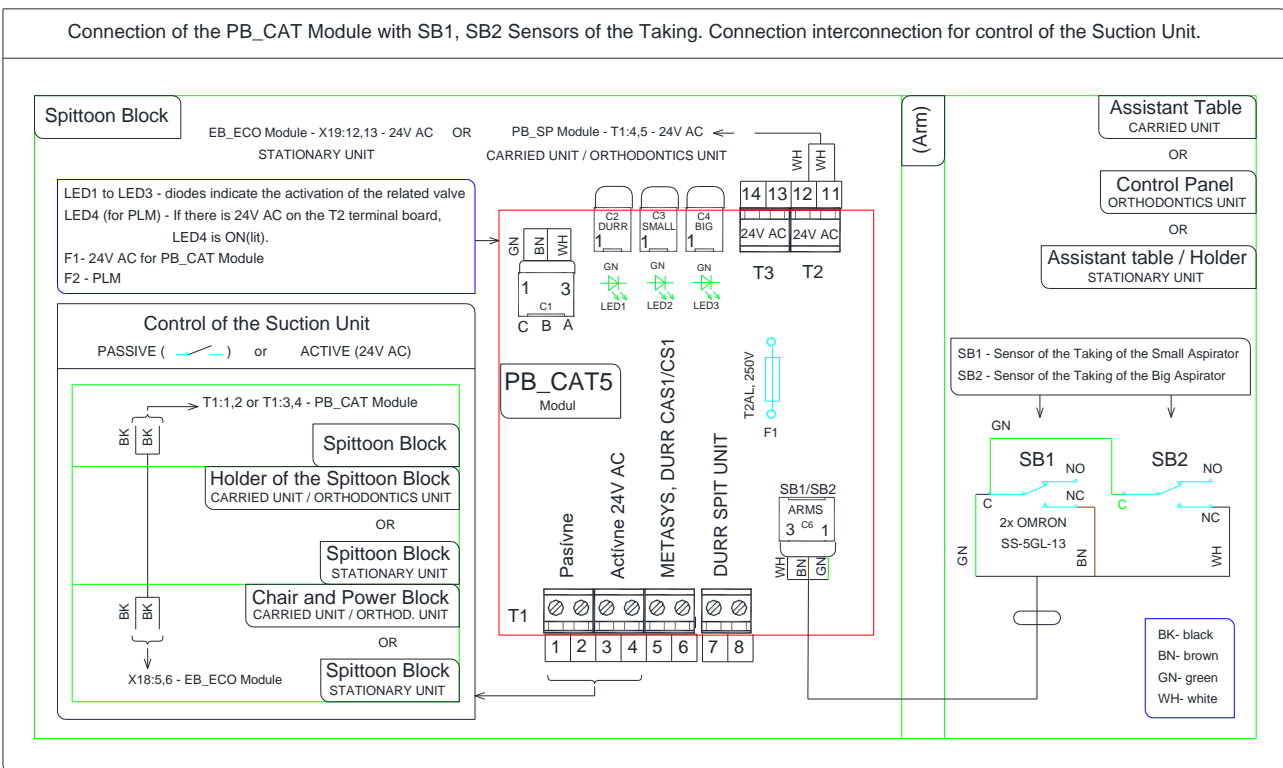 Connection of the PB_CAT Module with SB1, SB2 Sensors of the Taking. Connection interconnection for control of the Suction Unit.
Spittoon Block
EB_ECO Module - X19:12,13 - 24V AC OR PB_SP Module - T1:4,5 - 24V AC
STATIONARY UNIT CARRIED UNIT / ORTHODONTICS UNIT
LED1 to LED3 - diodes indicate the activation of the related valve
LED4 (for PLM) - If there is 24V AC on the T2 terminal board,
LED4 is ON(lit).
F1- 24V AC for PB_CAT Module
F2 - PLM
Control of the Suction Unit
PASSIVE ( ) or ACTIVE (24V AC)
T1:1,2 or T1:3,4 - PB_CAT Module
BK BK
Spittoon Block
Holder of the Spittoon Block
CARRIED UNIT / ORTHODONTICS UNIT
OR
Spittoon Block
STATIONARY UNIT
Chair and Power Block
CARRIED UNIT / ORTHOD. UNIT
BK BK
OR
Spittoon Block
STATIONARY UNIT
X18:5,6 - EB_ECO Module
WH WH
14 13 12 11
24V AC 24V AC
T3 T2
C2 C3 C4
DURR SMALL BIG
1 1 1
GN GN GN
LED1 LED2 LED3
GN BN WH
1 3
C1
C B A
PB_CAT5
Modul
T2AL, 250V
F1
Pasívne
Actívne 24V AC
METASYS, DURR CAS1/CS1
DURR SPIT UNIT
T1
1 2 3 4 5 6 7 8
SB1/SB2
ARMS
3 C6 1
WH BN GN
(Arm)
Assistant Table
CARRIED UNIT
OR
Control Panel
ORTHODONTICS UNIT
OR
Assistant table / Holder
STATIONARY UNIT
SB1 - Sensor of the Taking of the Small Aspirator
SB2 - Sensor of the Taking of the Big Aspirator
GN
SB1 NO SB2 NO
C NC C NC
2x OMRON
SS-5GL-13
GN BN WH
BK- black
BN- brown
GN- green
WH- white